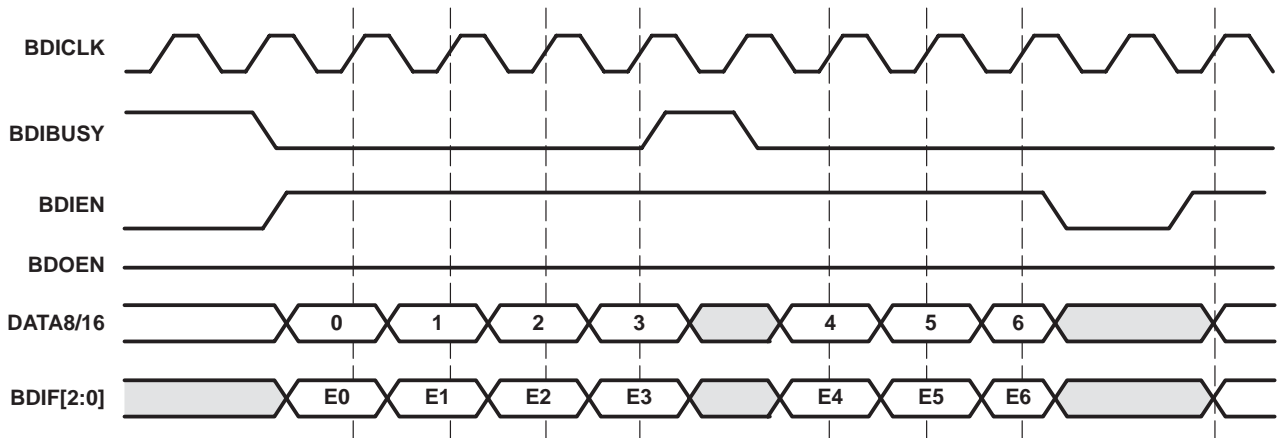 BDICLK
BDIBUSY
BDIEN
BDOEN
DATA8/16 0 1 2 3 4 5 6
BDIF[2:0] E0 E1 E2 E3 E4 E5 E6